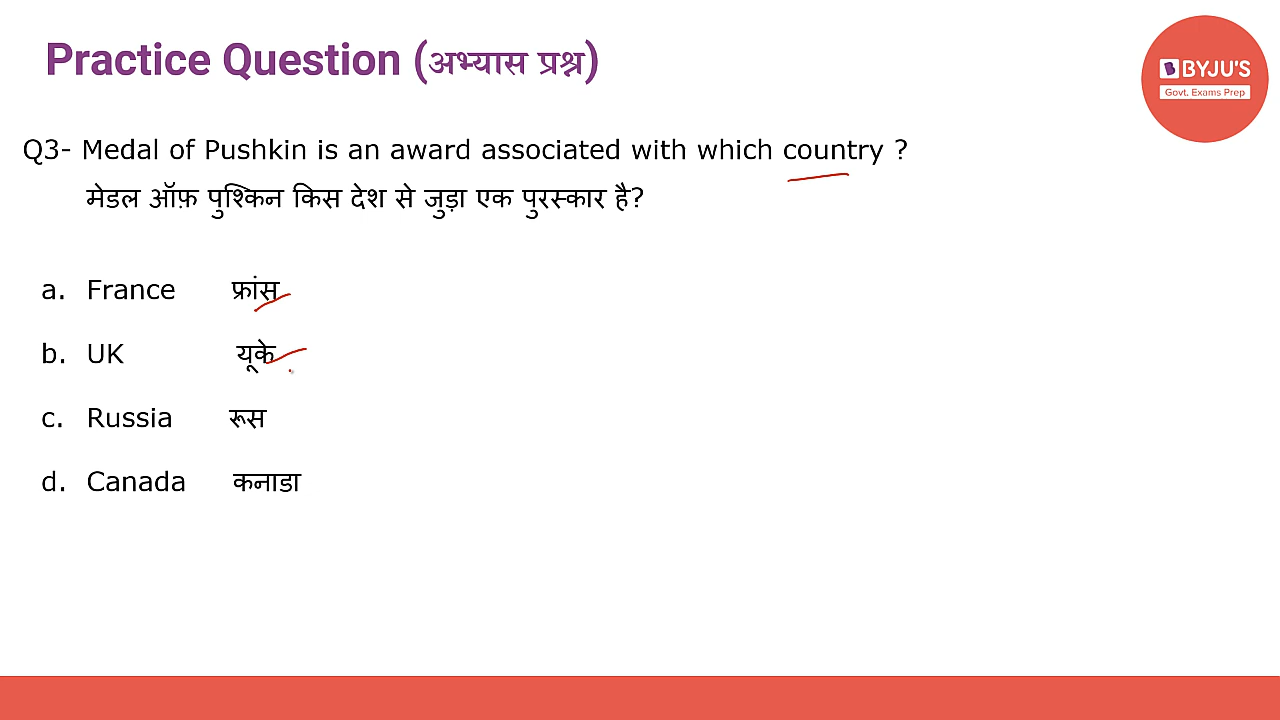 Practice Question (अभ्यास प्रश्न)
BYJU'S
Govt. Exams Prep
Q3- Medal of Pushkin is an award associated with which country ?
मेडल ऑफ़ पुश्किन किस देश से जुड़ा एक पुरस्कार है?
a. France फ्रांस
b. UK यूके
c. Russia रूस
d. Canada कनाडा